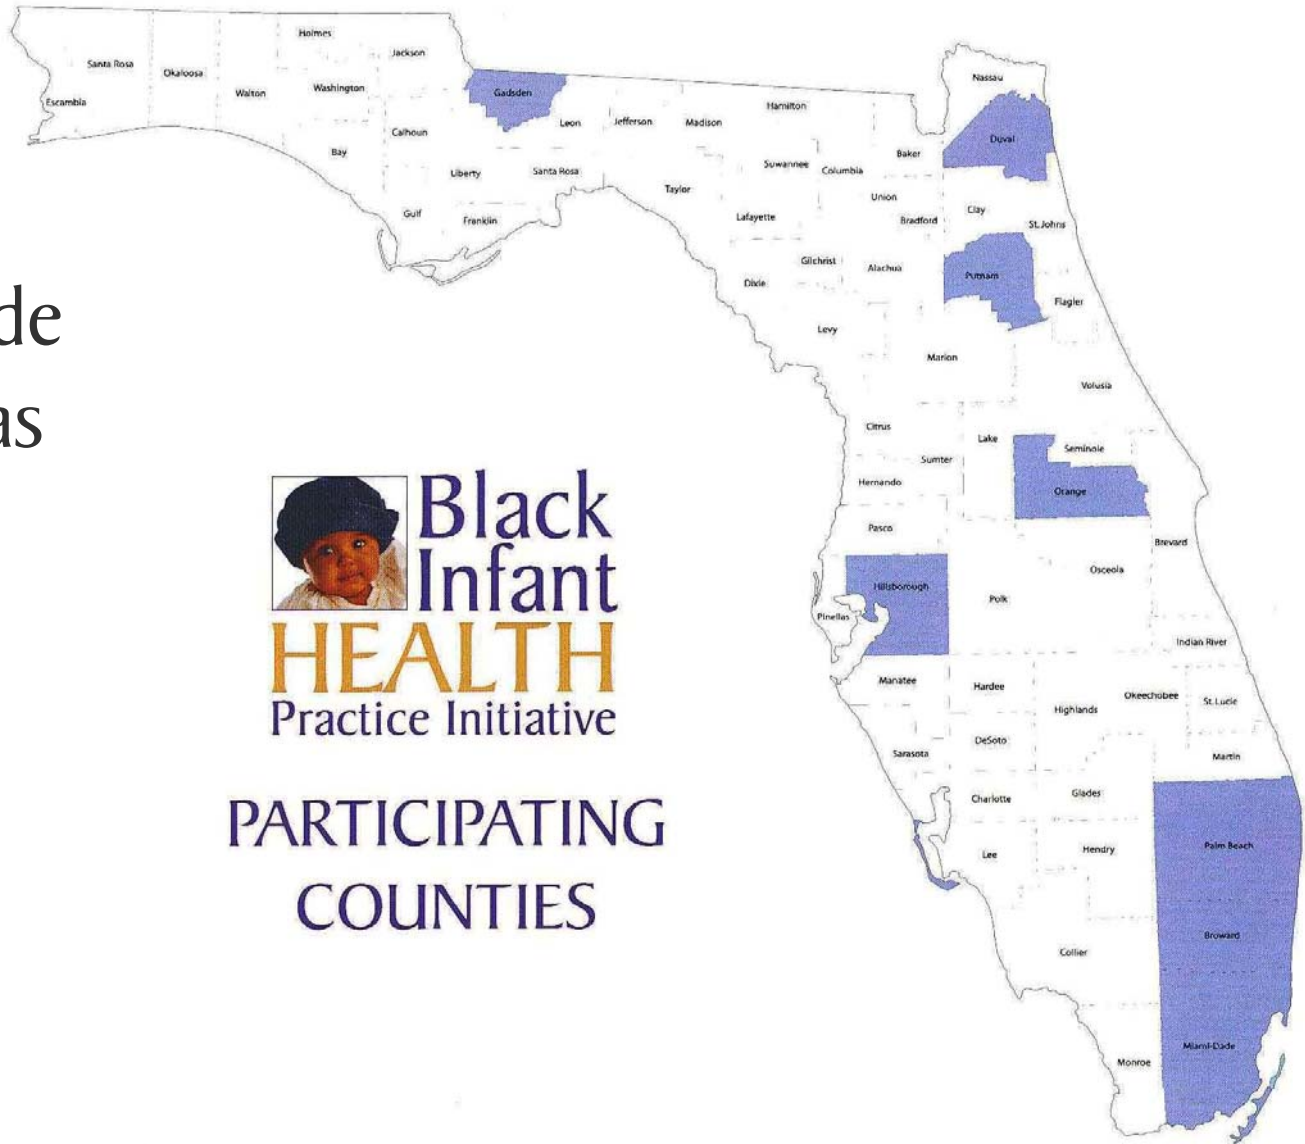 Holmes
Jackson
Santa Rosa
Okaloosa
Walton
Washington
Escambia
Gadsden
Calhoun
Bay
Leon
Jefferson
Madison
Hamilton
Liberty
Santa Rosa
Taylor
Suwannee
Columbia
Baker
Nassau
Duval
Gulf
Franklin
Lafayette
Union
Bradford
Clay
St. Johns
Gilchrist
Alachua
Putnam
Dixie
Flagler
Levy
Marion
Volusia
de
as
Citrus
Lake
Sumter
Seminole
Hernando
Orange
Pasco
Brevard
Osceola
Hillsborough
Polk
Pinellas
Indian River
Manatee
Hardee
Highlands
Okeechobee
St. Lucie
DeSoto
Sarasota
Martin
Charlotte
Glades
Lee
Hendry
Palm Beach
Broward
Collier
Miami-Dade
Monroe
Black
Infant
HEALTH
Practice Initiative
PARTICIPATING
COUNTIES